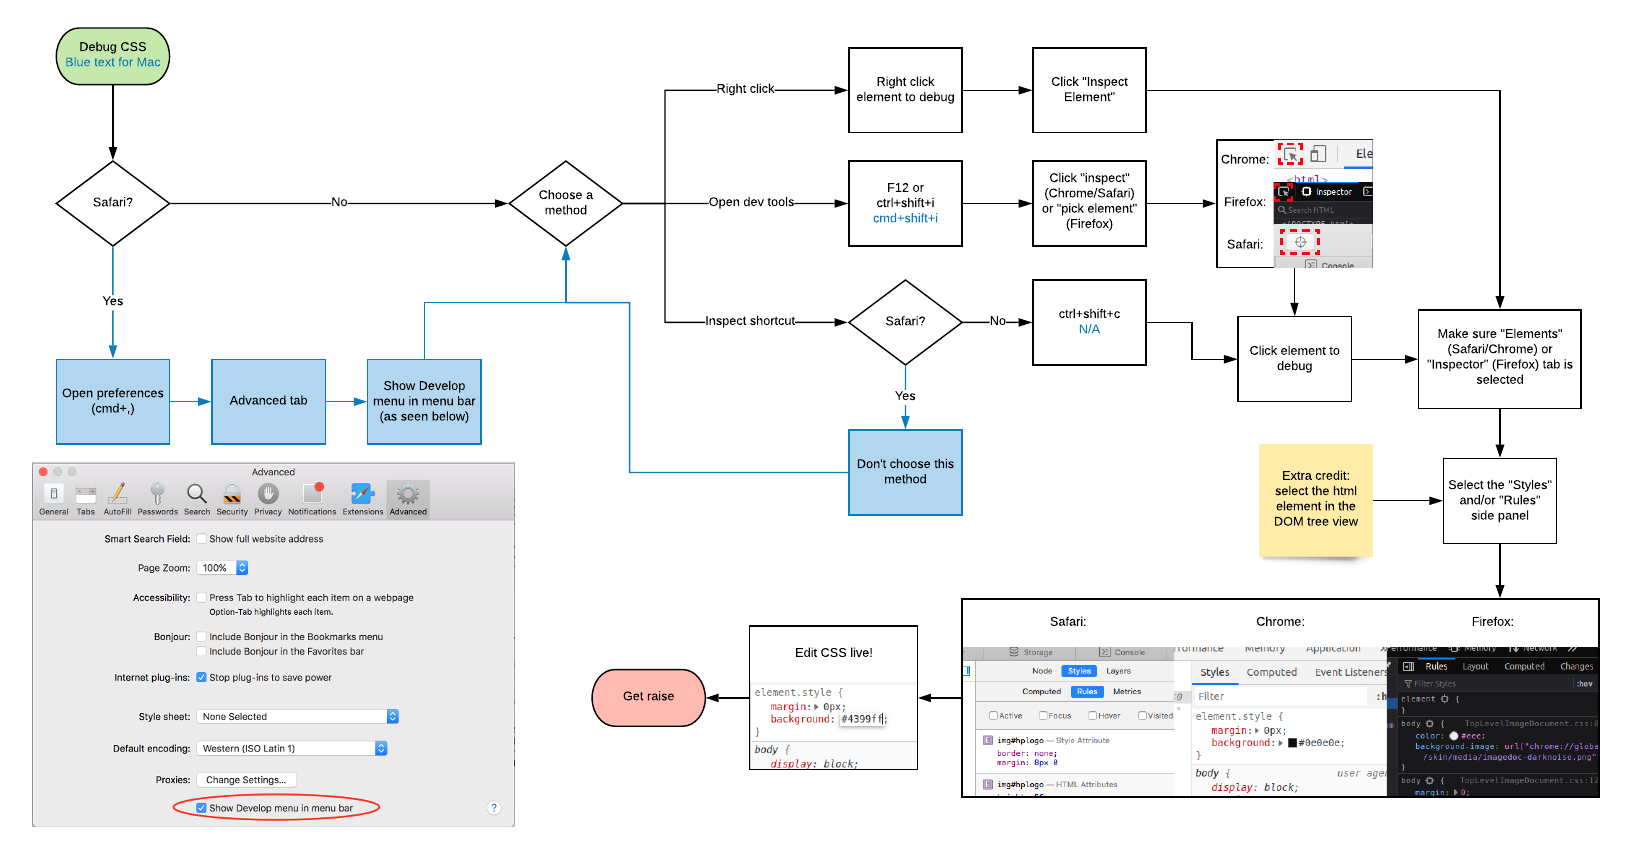 Debug CSS
Blue text for Mac
Safari?
No
Yes
Choose a
method
Right click
Right click
element to debug
Click "Inspect
Element"
Open dev tools
F12 or
ctrl+shift+i
cmd+shift+i
Click "inspect"
(Chrome/Safari)
or "pick element"
(Firefox)
Chrome:
Ele
<html>
Firefox:
Inspector
Search HTML
Safari:
Console
Inspect shortcut
Safari?
No
Yes
ctrl+shift+c
N/A
Click element to
debug
Make sure "Elements"
(Safari/Chrome) or
"Inspector" (Firefox) tab is
selected
Open preferences
(cmd+,)
Advanced tab
Show Develop
menu in menu bar
(as seen below)
Don't choose this
method
Extra credit:
select the html
element in the
DOM tree view
Select the "Styles"
and/or "Rules"
side panel
Advanced
General Tabs AutoFill Passwords Search Security Privacy Notifications Extensions Advanced
Smart Search Field: Show full website address
Page Zoom: 100%
Accessibility: Press Tab to highlight each item on a webpage
Option-Tab highlights each item.
Bonjour: Include Bonjour in the Bookmarks menu
Include Bonjour in the Favorites bar
Internet plug-ins: Stop plug-ins to save power
Style sheet: None Selected
Default encoding: Western (ISO Latin 1)
Proxies: Change Settings...
Show Develop menu in menu bar
?
Get raise
Edit CSS live!
element.style {
margin: 0px;
background: #4399ff;
}
body {
display: block;
Safari:
Storage Console
Node Styles Layers
Computed Rules Metrics
Active Focus Hover Visited
img#hplogo — Style Attribute
border: none;
margin: 8px 0
img#hplogo — HTML Attributes
Chrome:
formance Memory Application
Styles Computed Event Listeners
Filter :h
element.style {
margin: 0px;
background: #0e0e0e;
}
body { user agen
display: block;
Firefox:
Performance Memory Network
Rules Layout Computed Changes
Filter Styles :hov
element {
}
body { TopLevelImageDocument.css:8
color: #eee;
background-image: url("chrome://globa
/skin/media/imagedoc-darknoise.png"
}
body { TopLevelImageDocument.css:12
margin: 0;